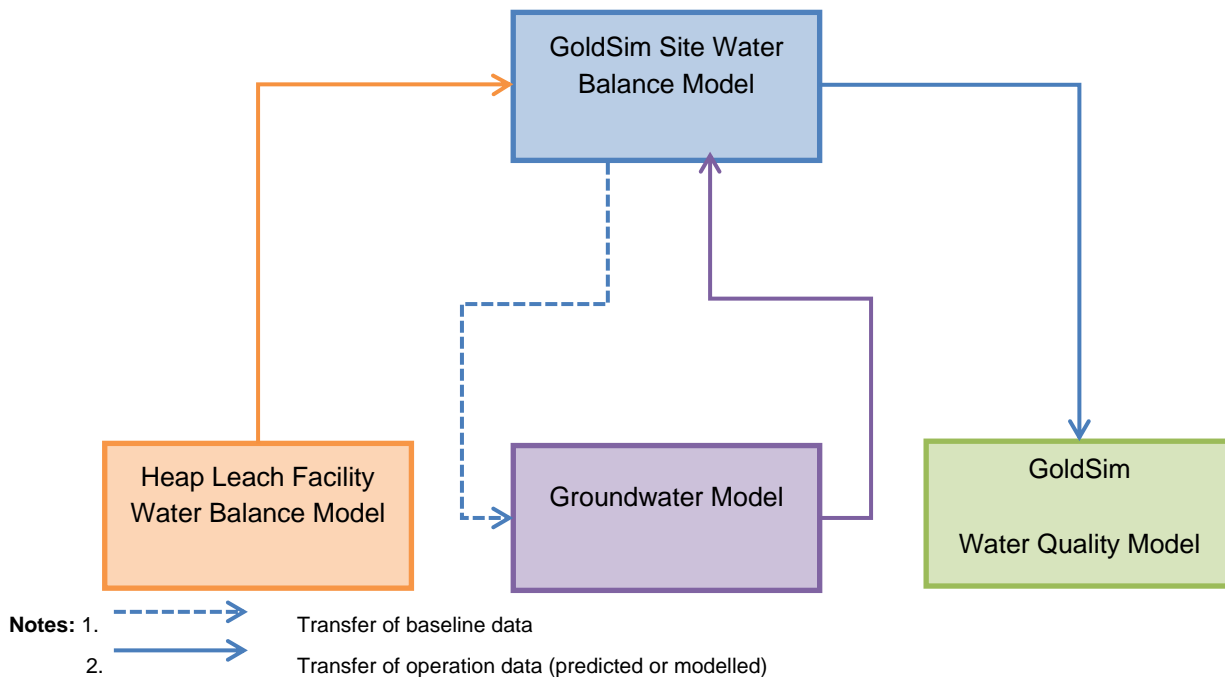 GoldSim Site Water
Balance Model
Heap Leach Facility
Water Balance Model
Groundwater Model
GoldSim
Water Quality Model
Notes: 1. Transfer of baseline data
2. Transfer of operation data (predicted or modelled)